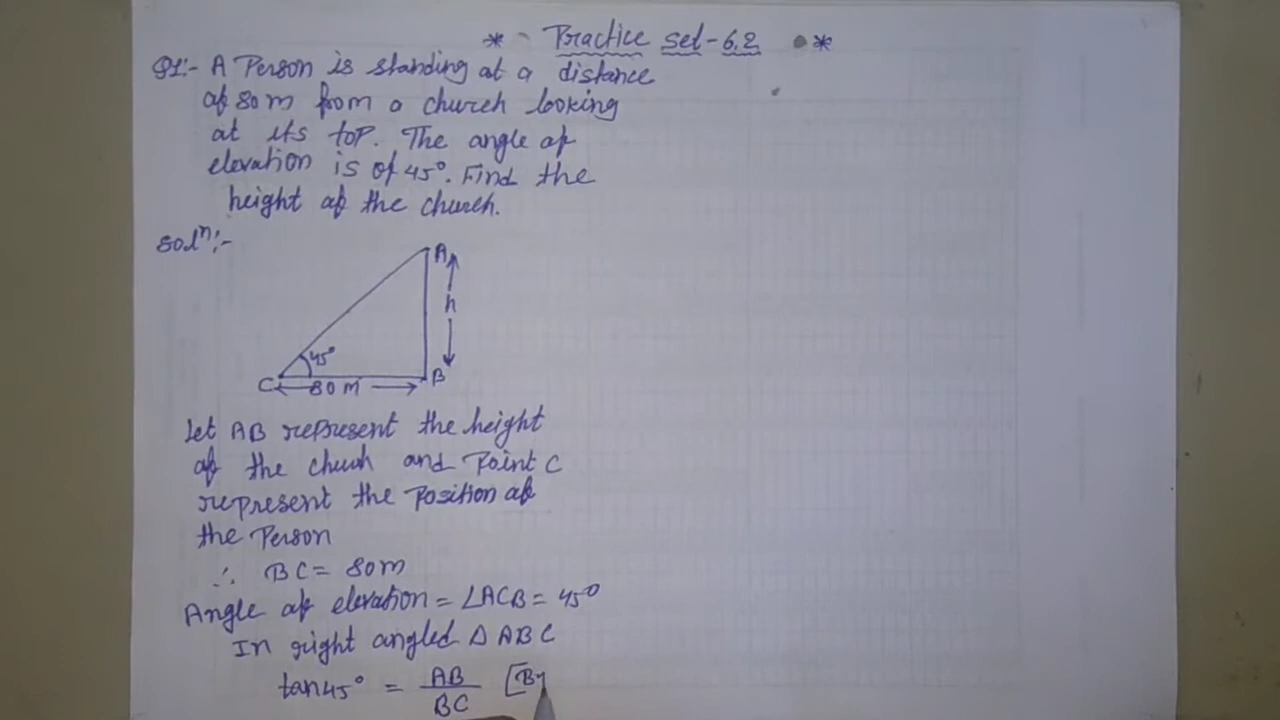 * Practice set-6.2 *
Q1:- A Person is standing at a distance
of 80m from a church looking
at its top. The angle of
elevation is of 45°. Find the
height of the church.
Solⁿ:-
A
h
45°
C 80 M B
Let AB represent the height
of the church and Point C
represent the Position of
the Person
∴ BC = 80m
Angle of elevation = ∠ACB = 45°
In right angled Δ ABC
tan45° = AB/BC [By